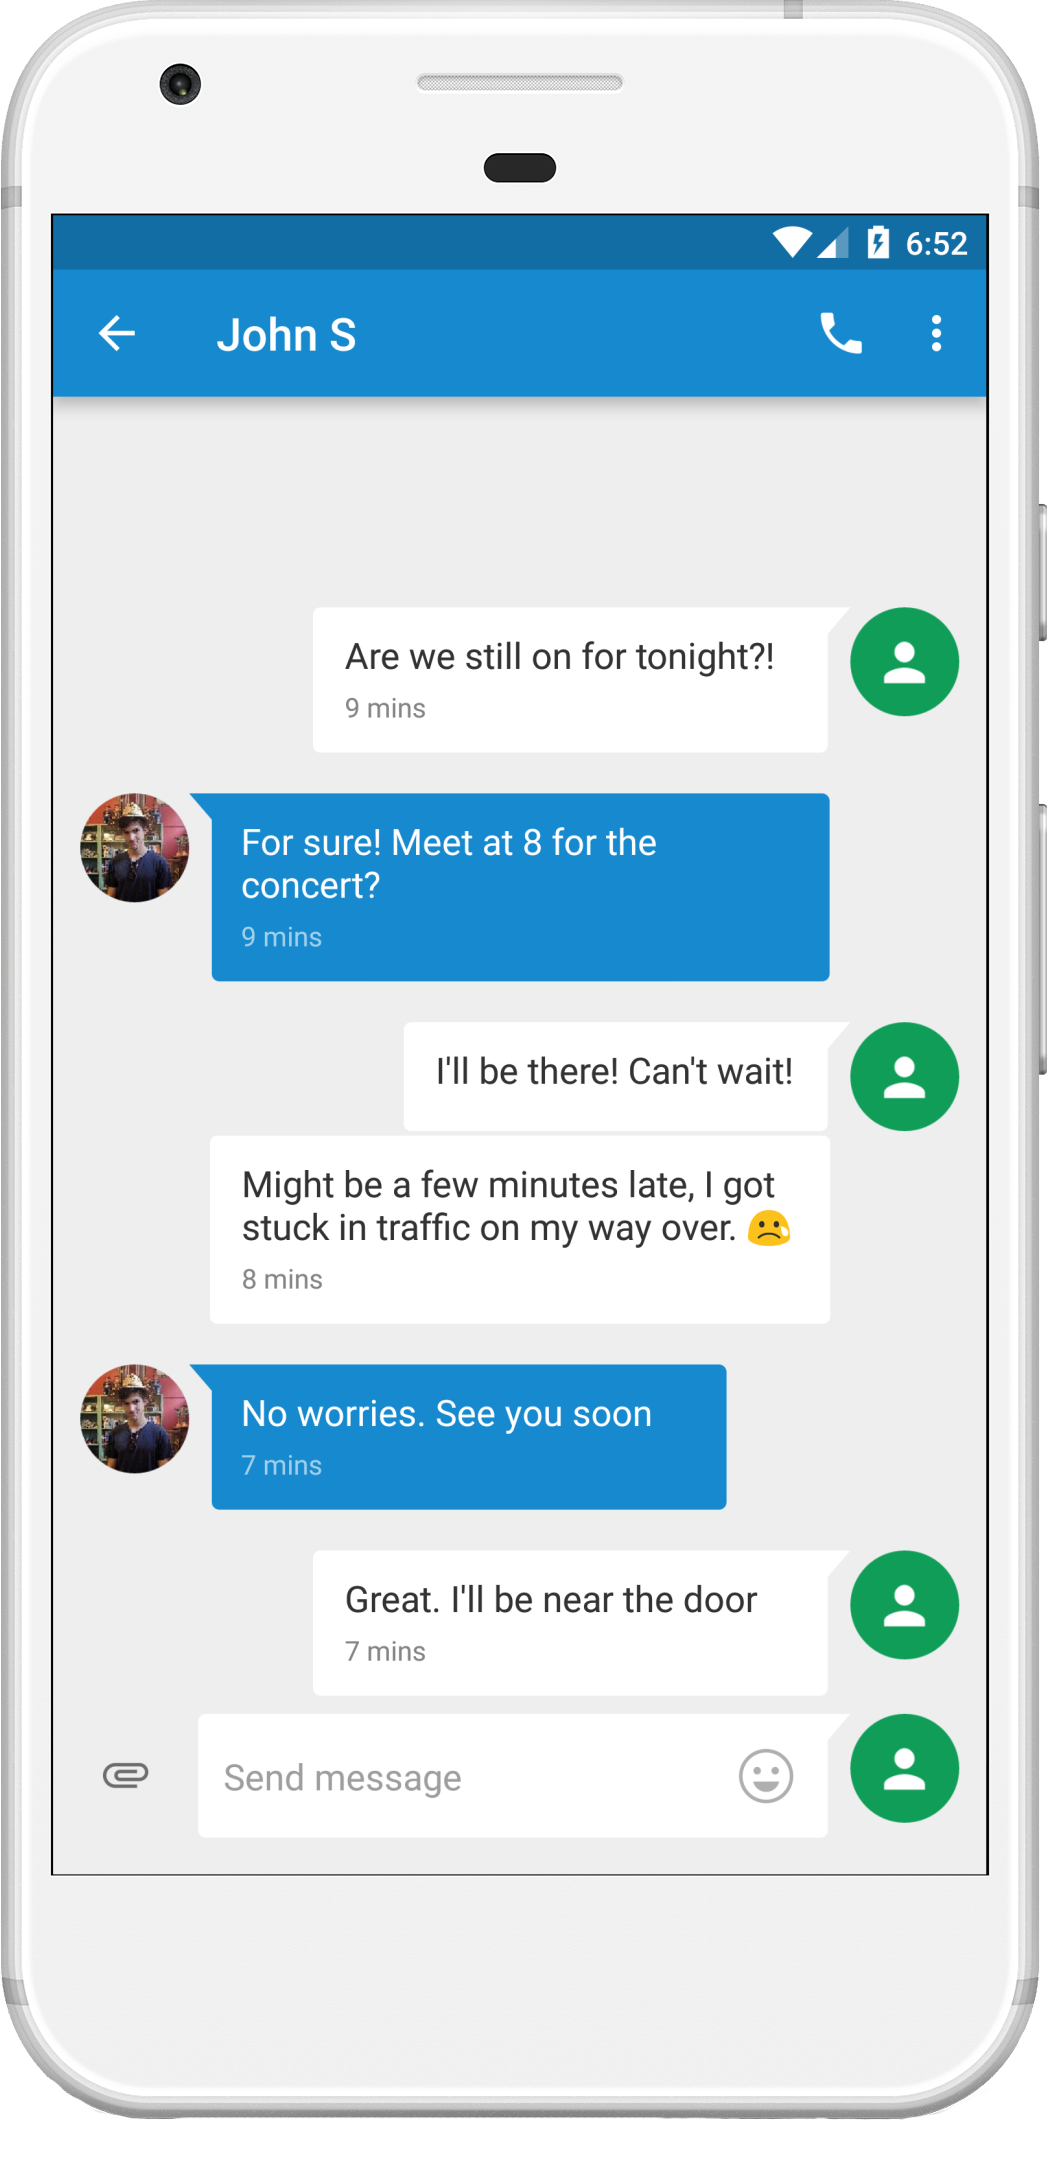 6:52
John S
Are we still on for tonight?!
9 mins
For sure! Meet at 8 for the
concert?
9 mins
I'll be there! Can't wait!
Might be a few minutes late, I got
stuck in traffic on my way over. 😢
8 mins
No worries. See you soon
7 mins
Great. I'll be near the door
7 mins
Send message